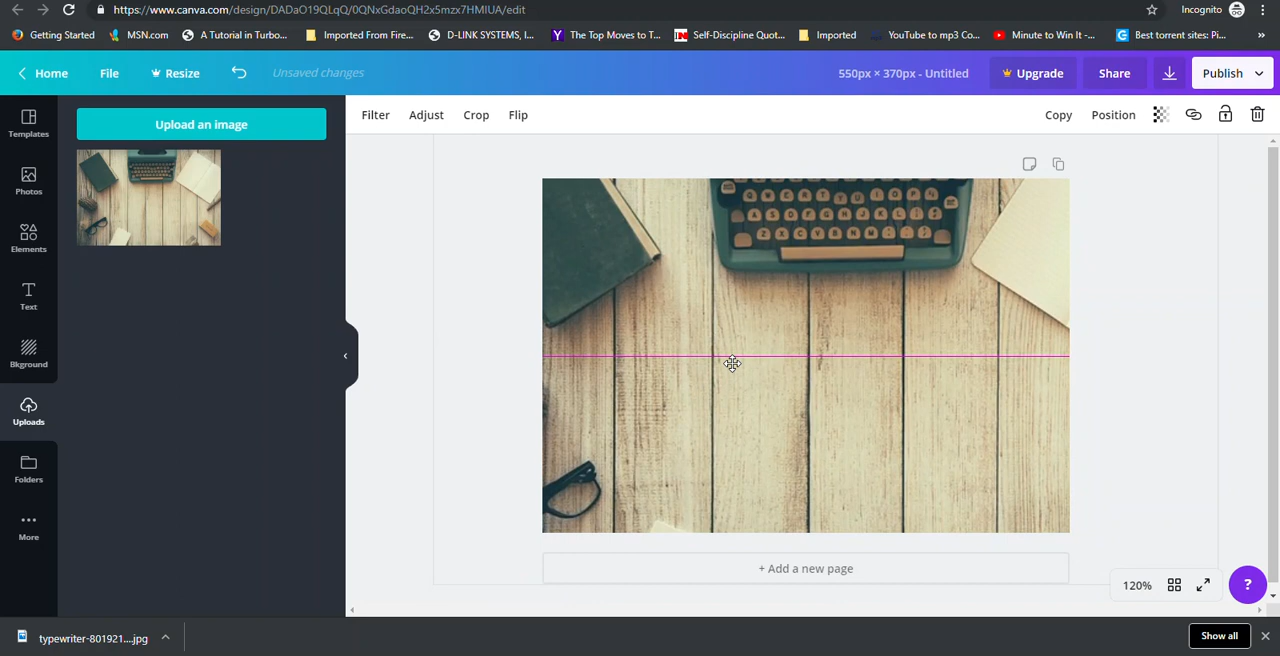 https://www.canva.com/design/DADaO19QLqQ/0QNxGdaoQH2x5mzx7HMIUA/edit
Incognito
Getting Started
MSN.com
A Tutorial in Turbo...
Imported From Fire...
D-LINK SYSTEMS, I...
The Top Moves to T...
Self-Discipline Quot...
Imported
YouTube to mp3 Co...
Minute to Win It -...
Best torrent sites: Pi...
»
Home
File
Resize
Unsaved changes
550px × 370px - Untitled
Upgrade
Share
Publish
Templates
Photos
Elements
Text
Bkground
Uploads
Folders
More
Upload an image
Filter
Adjust
Crop
Flip
Copy
Position
Q W E R T Y U I O P
A S D F G H J K L
Z X C V B N M
+ Add a new page
120%
?
typewriter-801921....jpg
Show all